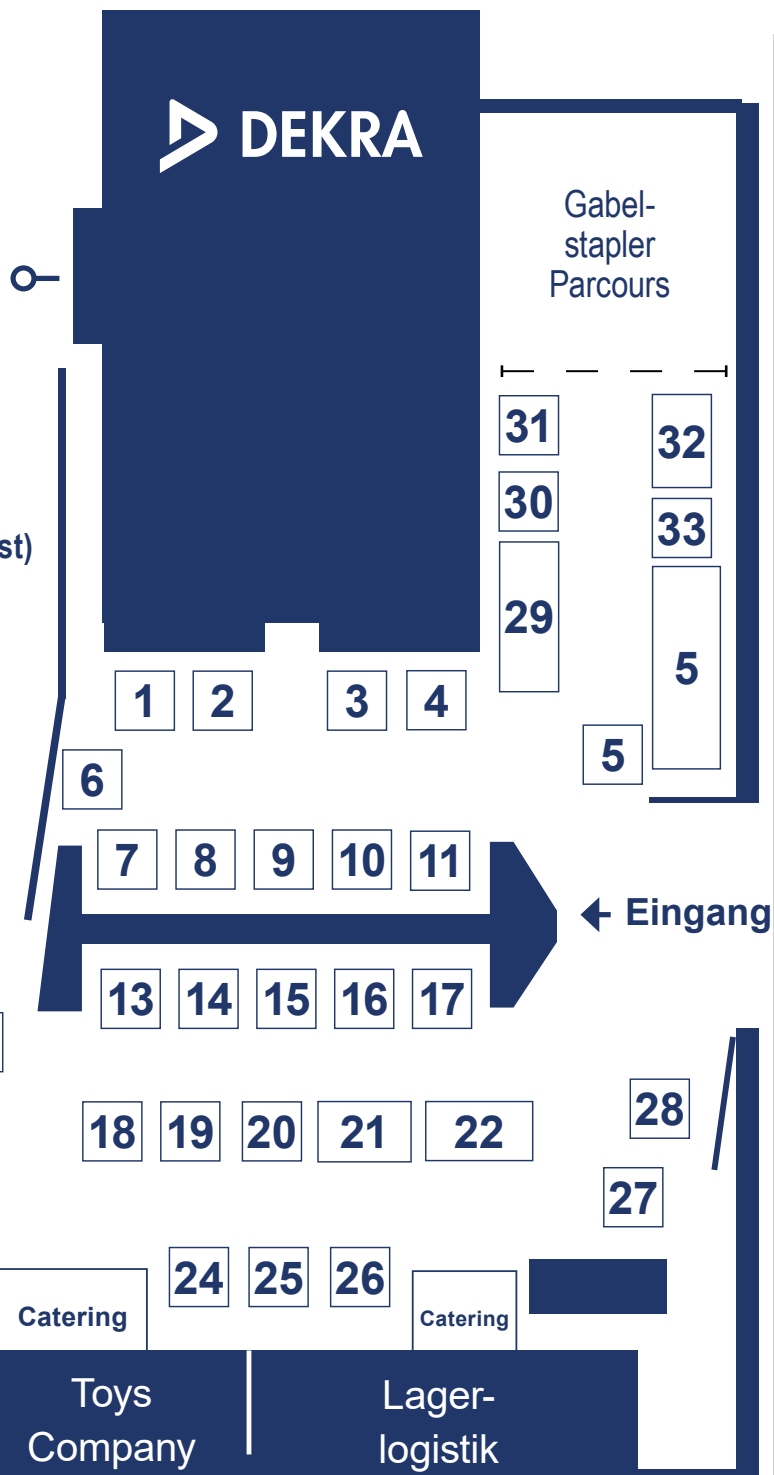 DEKRA
Gabel-
stapler
Parcours
31
32
30
33
st)
29
5
1
2
3
4
5
6
7
8
9
10
11
Eingang
13
14
15
16
17
18
19
20
21
22
28
27
24
25
26
Catering
Catering
Toys
Company
Lager-
logistik